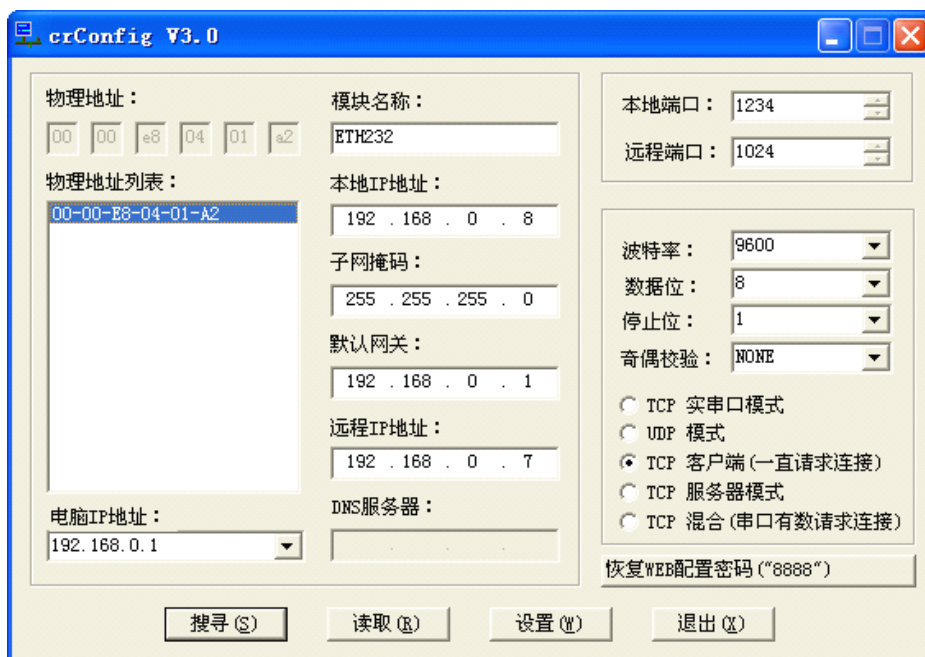 crConfig V3.0
物理地址：
00 00 e8 04 01 a2
物理地址列表：
00-00-E8-04-01-A2
电脑IP地址：
192.168.0.1
模块名称：
ETH232
本地IP地址：
192 . 168 . 0 . 8
子网掩码：
255 . 255 . 255 . 0
默认网关：
192 . 168 . 0 . 1
远程IP地址：
192 . 168 . 0 . 7
DNS服务器：
. . .
本地端口： 1234
远程端口： 1024
波特率： 9600
数据位： 8
停止位： 1
奇偶校验： NONE
TCP 实串口模式
UDP 模式
TCP 客户端(一直请求连接)
TCP 服务器模式
TCP 混合(串口有数请求连接)
恢复WEB配置密码("8888")
搜寻(S) 读取(R) 设置(W) 退出(X)